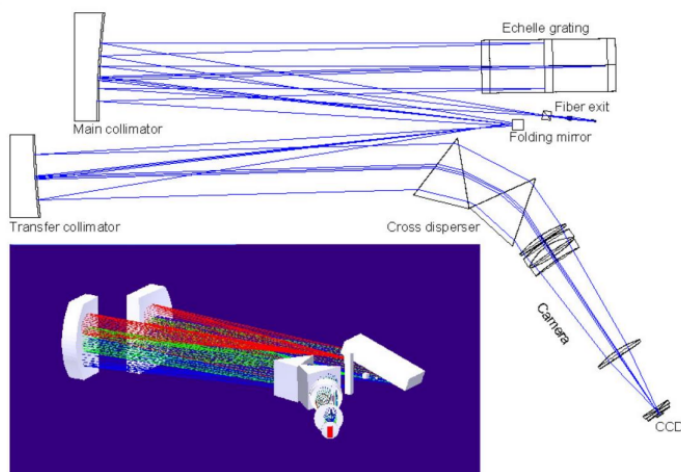 Echelle grating
Fiber exit
Main collimator
Folding mirror
Transfer collimator
Cross disperser
Camera
CCD